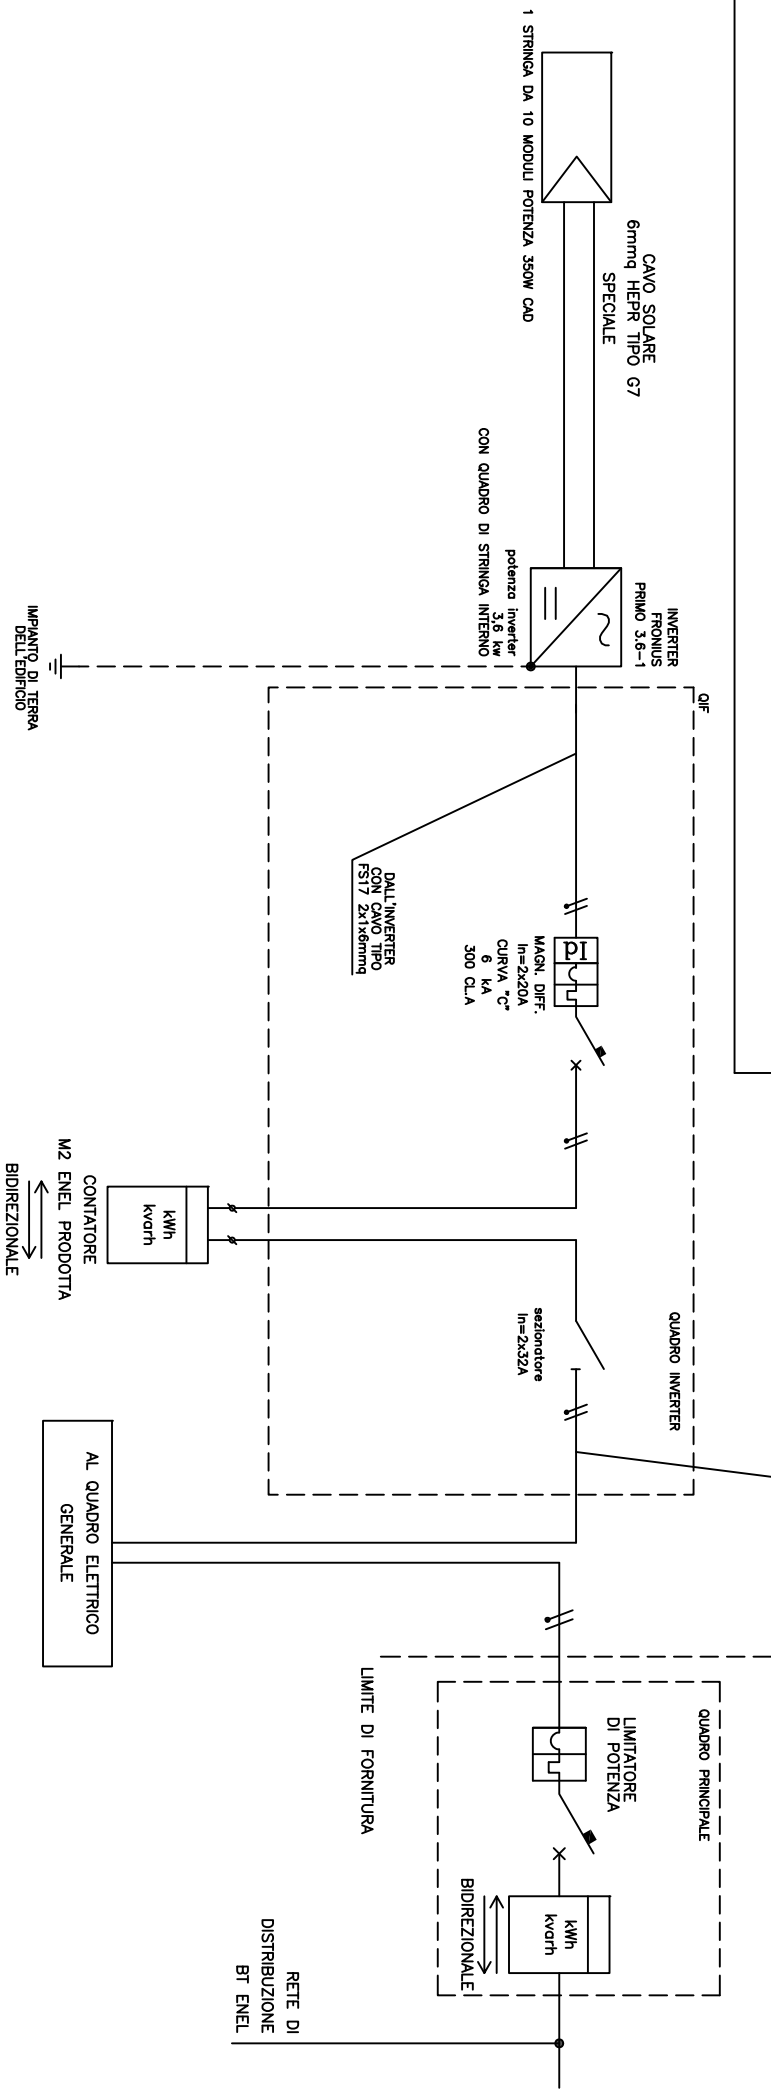 1 STRINGA DA 10 MODULI POTENZA 350W CAD
CAVO SOLARE
6mmq HEPR TIPO G7
SPECIALE
INVERTER
FRONIUS
PRIMO 3.6-1
potenza inverter
3,6 kw
CON QUADRO DI STRINGA INTERNO
IMPIANTO DI TERRA
DELL'EDIFICIO
QIF
DALL'INVERTER
CON CAVO TIPO
FS17 2x1x6mmq
Id
MAGN. DIFF.
In=2x20A
CURVA "C"
6 kA
300 CL.A
kWh
kvarh
CONTATORE
M2 ENEL PRODOTTA
BIDIREZIONALE
QUADRO INVERTER
sezionatore
In=2x32A
AL QUADRO ELETTRICO
GENERALE
LIMITE DI FORNITURA
QUADRO PRINCIPALE
LIMITATORE
DI POTENZA
kWh
kvarh
BIDIREZIONALE
RETE DI
DISTRIBUZIONE
BT ENEL